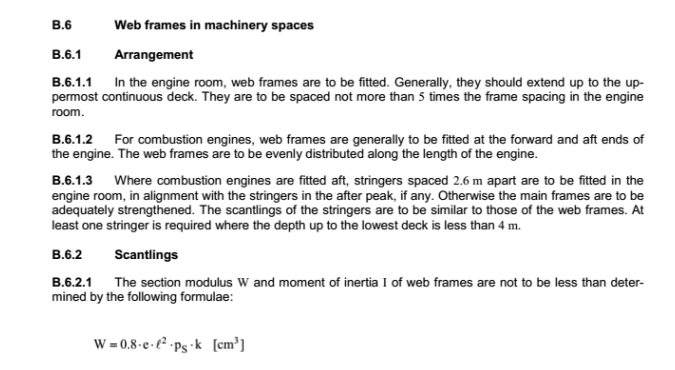 B.6 Web frames in machinery spaces
B.6.1 Arrangement
B.6.1.1 In the engine room, web frames are to be fitted. Generally, they should extend up to the up-
permost continuous deck. They are to be spaced not more than 5 times the frame spacing in the engine
room.
B.6.1.2 For combustion engines, web frames are generally to be fitted at the forward and aft ends of
the engine. The web frames are to be evenly distributed along the length of the engine.
B.6.1.3 Where combustion engines are fitted aft, stringers spaced 2.6 m apart are to be fitted in the
engine room, in alignment with the stringers in the after peak, if any. Otherwise the main frames are to be
adequately strengthened. The scantlings of the stringers are to be similar to those of the web frames. At
least one stringer is required where the depth up to the lowest deck is less than 4 m.
B.6.2 Scantlings
B.6.2.1 The section modulus W and moment of inertia I of web frames are not to be less than deter-
mined by the following formulae:
W = 0.8 · e · ℓ² · pS · k [cm³]